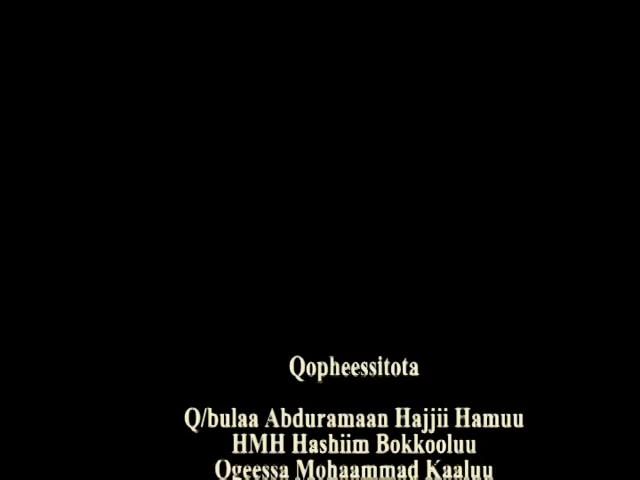 Qopheessitota
Q/bulaa Abduramaan Hajjii Hamuu
HMH Hashiim Bokkooluu
Ogeessa Mohaammad Kaaluu